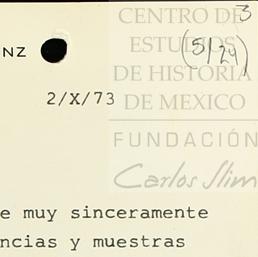 CENTRO DE
3
ESTUDIOS
(5/24)
NZ
DE HISTORIA
2/X/73
DE MEXICO
FUNDACIÓN
Carlos Slim
e muy sinceramente
ncias y muestras